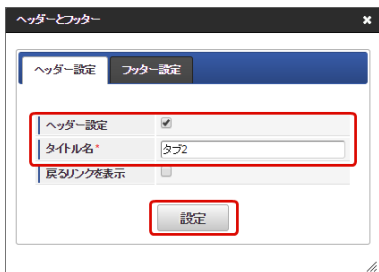 ヘッダーとフッター
ヘッダー設定 フッター設定
ヘッダー設定
タイトル名* タブ2
戻るリンクを表示
設定